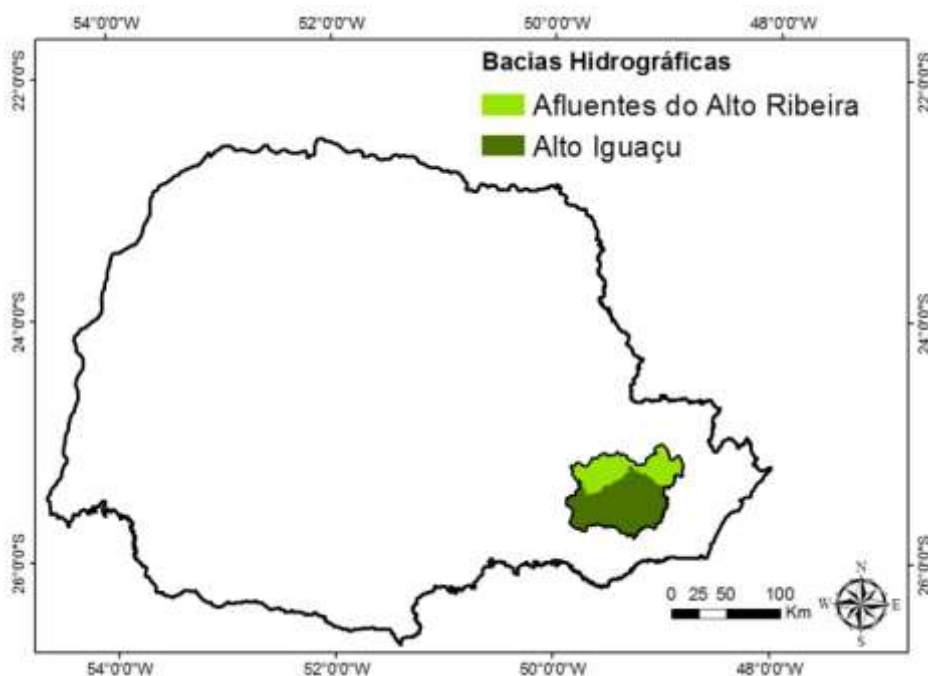 54°0'0"W 52°0'0"W 50°0'0"W 48°0'0"W
Bacias Hidrográficas
Afluentes do Alto Ribeira
Alto Iguaçu
22°0'0"S 22°0'0"S
24°0'0"S 24°0'0"S
26°0'0"S 26°0'0"S
0 25 50 100
Km
N
W E
S
54°0'0"W 52°0'0"W 50°0'0"W 48°0'0"W